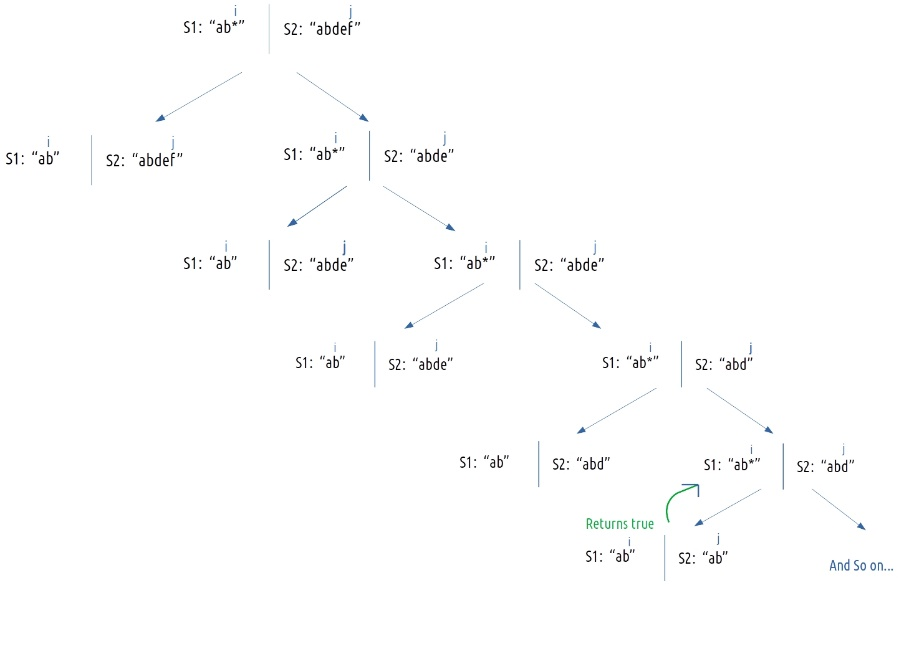 i j
S1: “ab*” S2: “abdef”
i j i j
S1: “ab” S2: “abdef” S1: “ab*” S2: “abde”
i j i j
S1: “ab” S2: “abde” S1: “ab*” S2: “abde”
i j i j
S1: “ab” S2: “abde” S1: “ab*” S2: “abd”
i j
S1: “ab” S2: “abd” S1: “ab*” S2: “abd”
Returns true
i j
S1: “ab” S2: “ab”
And So on...